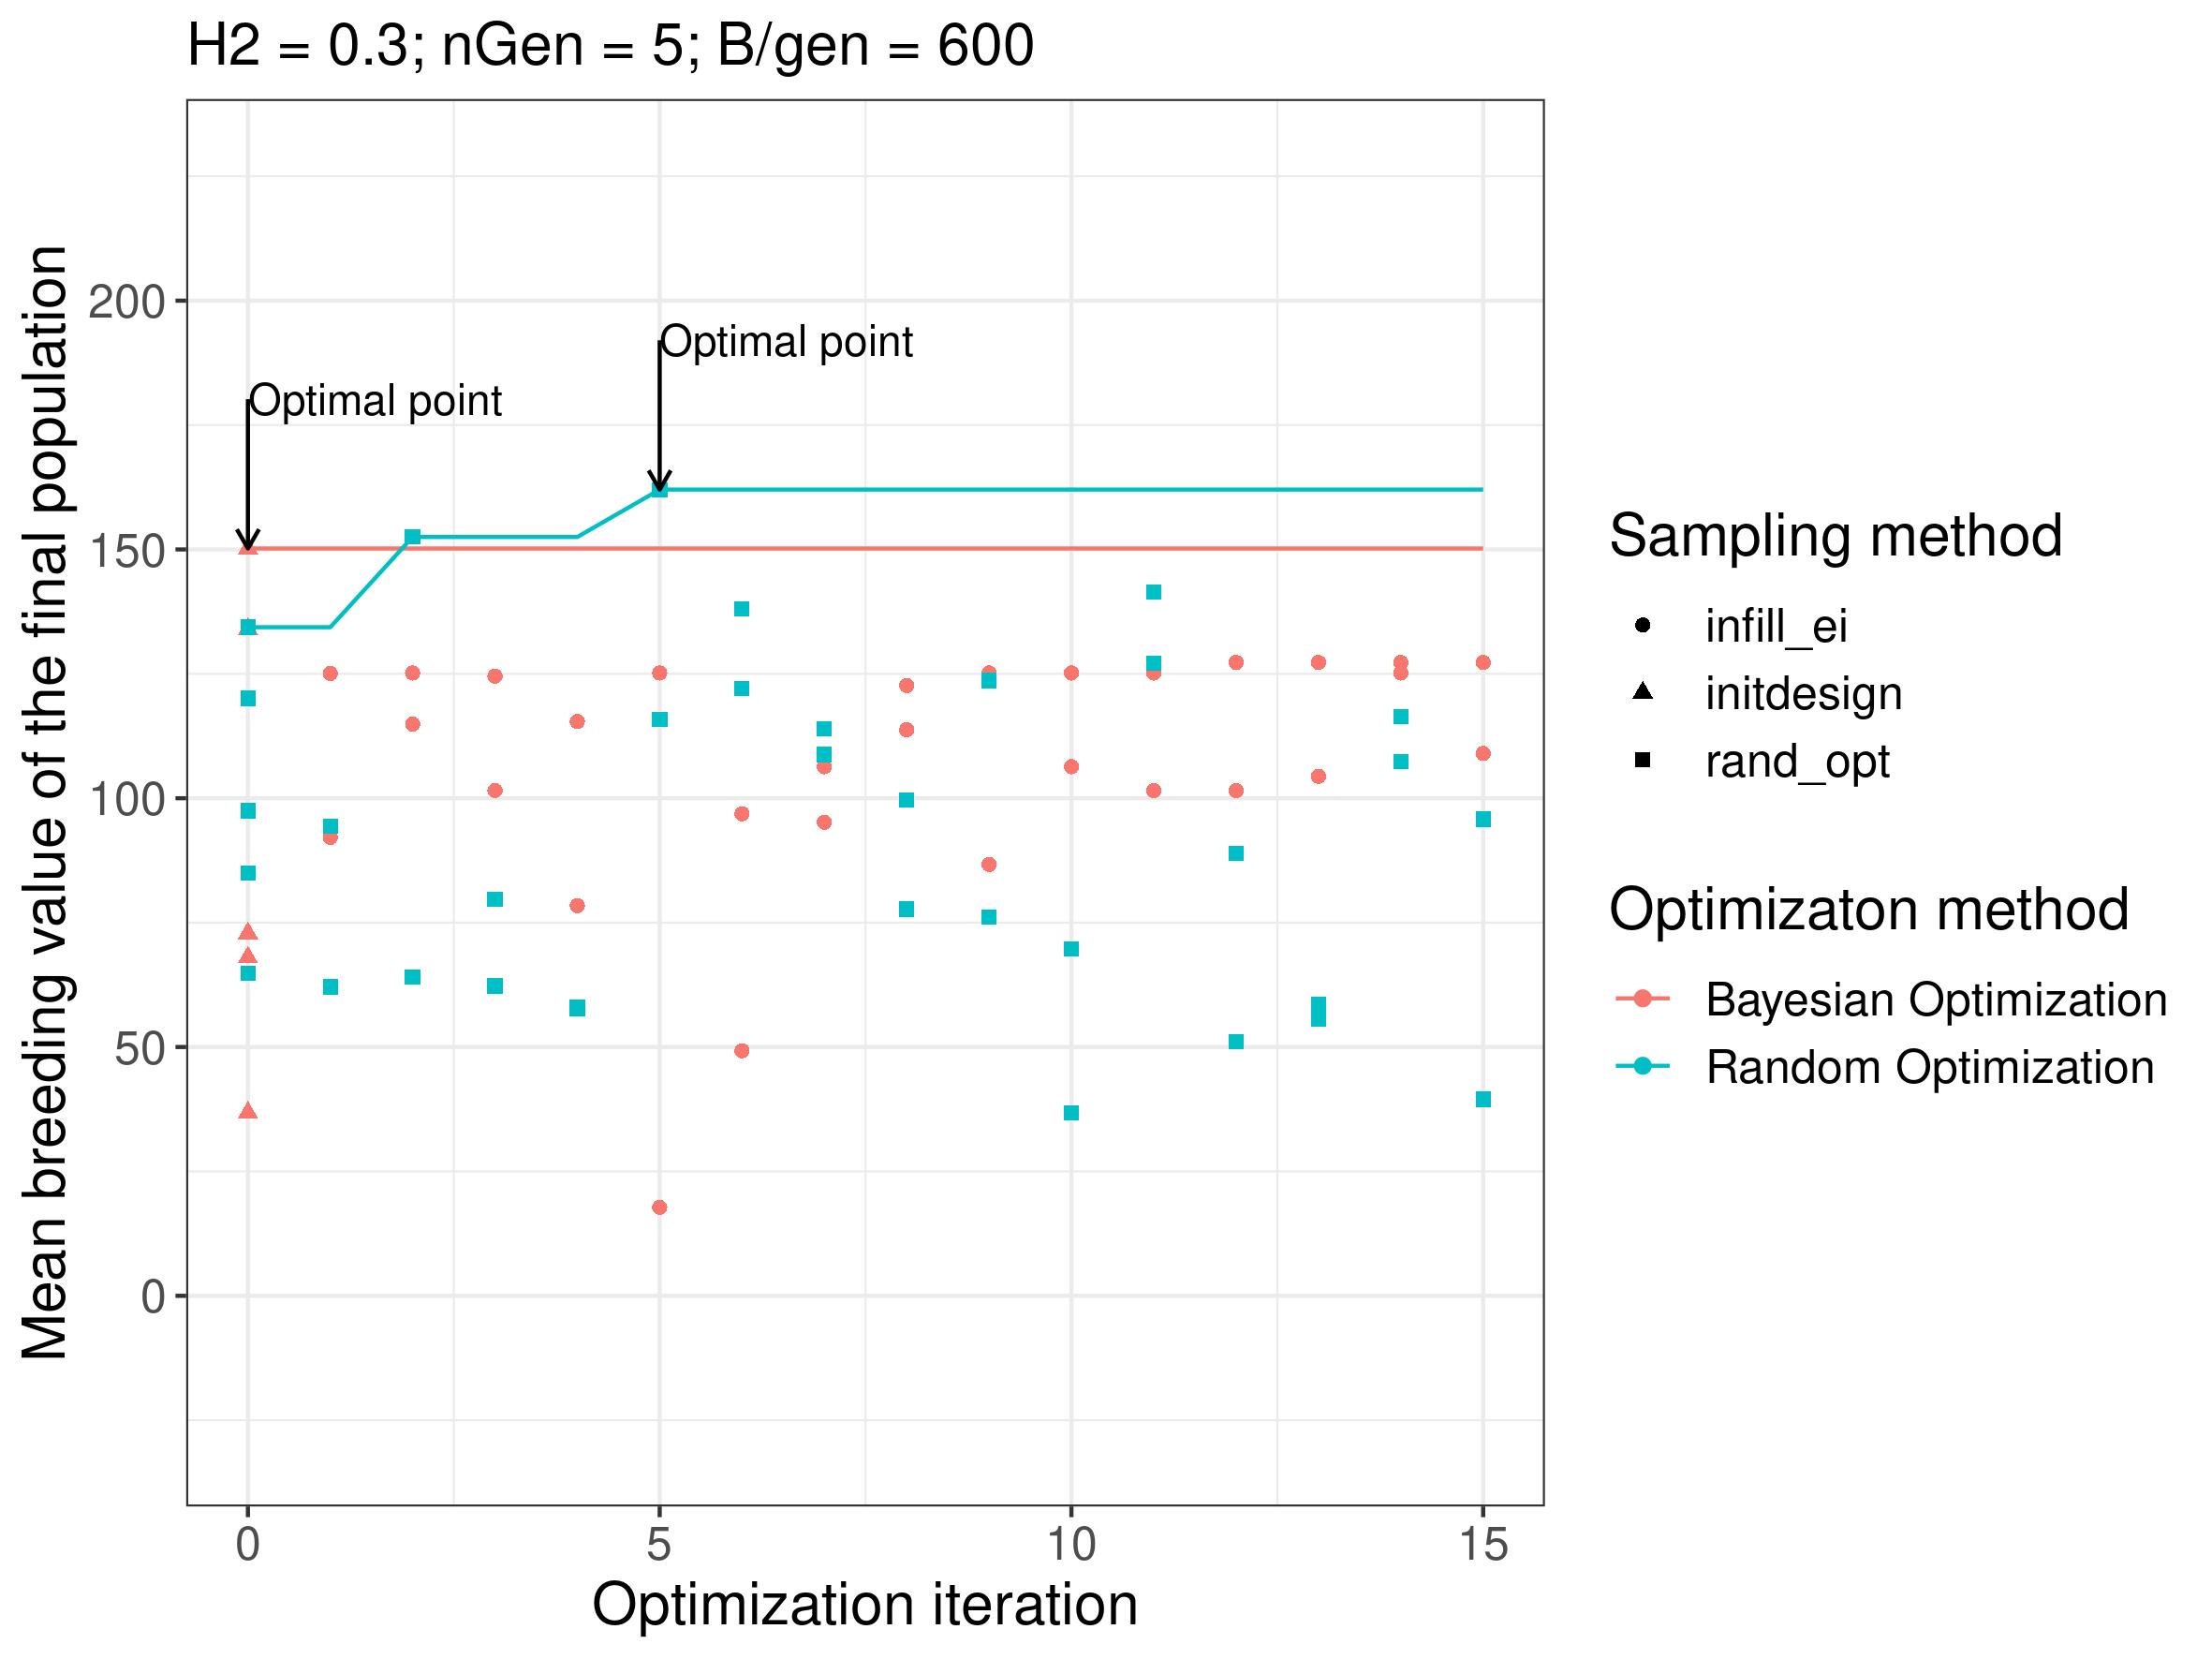 H2 = 0.3; nGen = 5; B/gen = 600
Mean breeding value of the final population
200
150
100
50
0
Optimal point
Optimal point
0
5
10
15
Optimization iteration
Sampling method
infill_ei
initdesign
rand_opt
Optimizaton method
Bayesian Optimization
Random Optimization